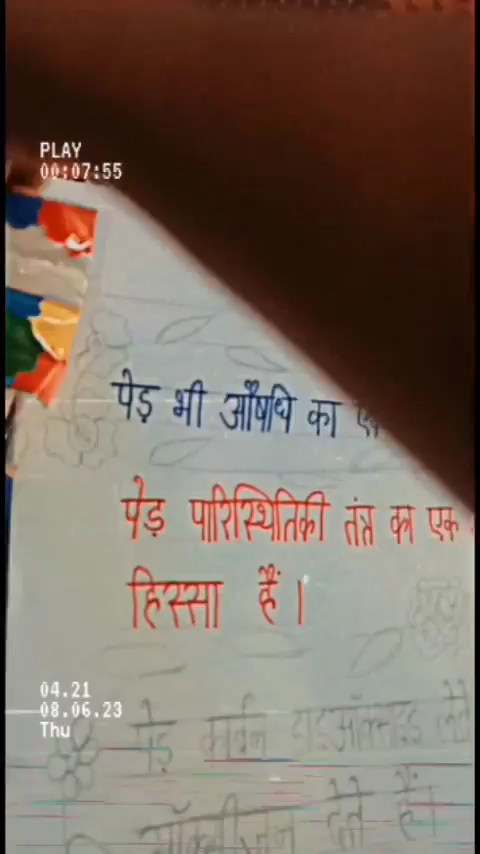 PLAY
00:07:55
पेड़ भी औषधि का
पेड़ पारिस्थितिकी तंत्र का एक
हिस्सा हैं।
04.21
08.06.23
Thu
पेड़ कार्बन डाइऑक्साइड लेते
ऑक्सीजन देते हैं।